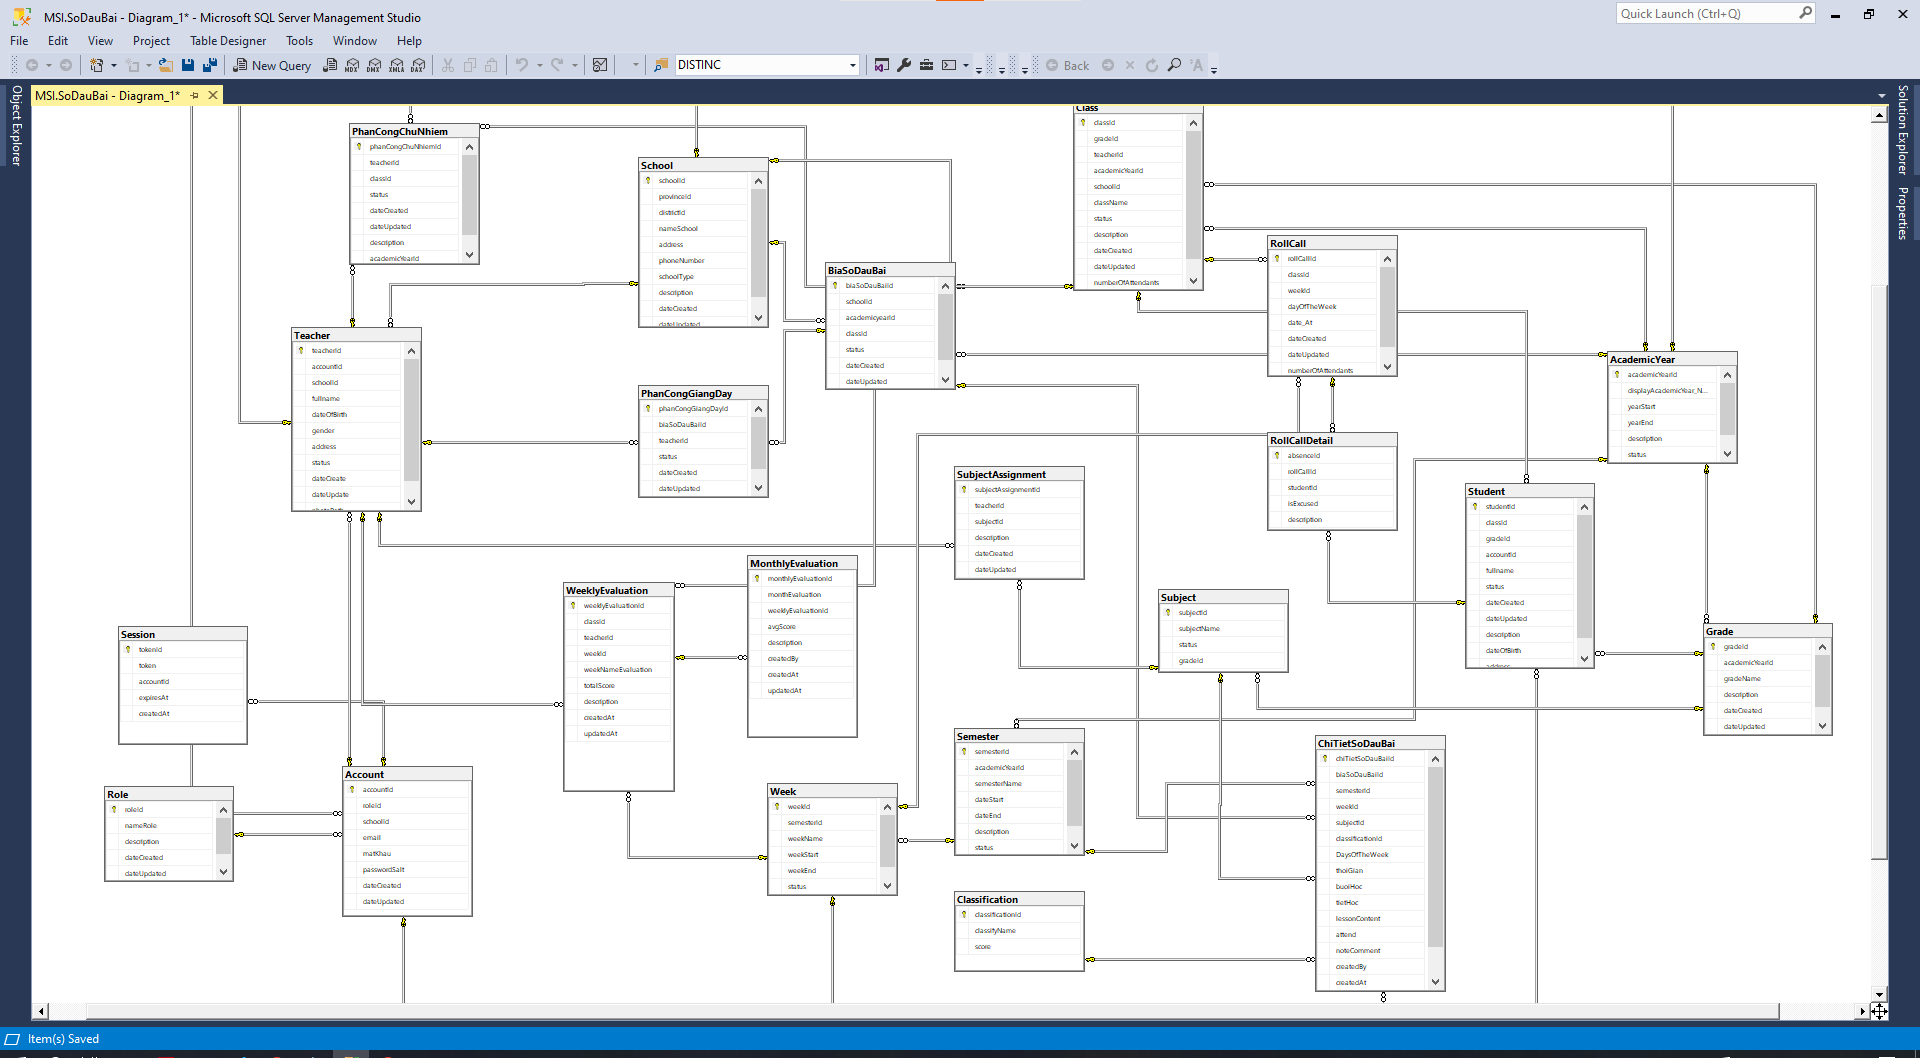 MSI.SoDauBai - Diagram_1* - Microsoft SQL Server Management Studio
Quick Launch (Ctrl+Q)
File Edit View Project Table Designer Tools Window Help
New Query
MDX DMX XMLA DAX
DISTINC
Back
MSI.SoDauBai - Diagram_1*
Object Explorer
Solution Explorer
Properties
PhanCongChuNhiem
phanCongChuNhiemId
teacherId
classId
status
dateCreated
dateUpdated
description
academicYearId
School
schoolId
provinceId
districtId
nameSchool
address
phoneNumber
schoolType
description
dateCreated
dateUpdated
Class
classId
gradeId
teacherId
academicYearId
schoolId
className
status
description
dateCreated
dateUpdated
numberOfAttendants
RollCall
rollCallId
classId
weekId
dayOfTheWeek
date_At
dateCreated
dateUpdated
numberOfAttendants
BiaSoDauBai
biaSoDauBaiId
schoolId
academicyearId
classId
status
dateCreated
dateUpdated
Teacher
teacherId
accountId
schoolId
fullname
dateOfBirth
gender
address
status
dateCreate
dateUpdate
AcademicYear
academicYearId
displayAcademicYear_N...
yearStart
yearEnd
description
status
PhanCongGiangDay
phanCongGiangDayId
biaSoDauBaiId
teacherId
status
dateCreated
dateUpdated
RollCallDetail
absenceId
rollCallId
studentId
isExcused
description
SubjectAssignment
subjectAssignmentId
teacherId
subjectId
description
dateCreated
dateUpdated
Student
studentId
classId
gradeId
accountId
fullname
status
dateCreated
dateUpdated
description
dateOfBirth
address
MonthlyEvaluation
monthlyEvaluationId
monthEvaluation
weeklyEvaluationId
avgScore
description
createdBy
createdAt
updatedAt
WeeklyEvaluation
weeklyEvaluationId
classId
teacherId
weekId
weekNameEvaluation
totalScore
description
createdAt
updatedAt
Subject
subjectId
subjectName
status
gradeId
Session
tokenId
token
accountId
expiresAt
createdAt
Grade
gradeId
academicYearId
gradeName
description
dateCreated
dateUpdated
Semester
semesterId
academicYearId
semesterName
dateStart
dateEnd
description
status
ChiTietSoDauBai
chiTietSoDauBaiId
biaSoDauBaiId
semesterId
weekId
subjectId
classificationId
DaysOfTheWeek
thoiGian
buoiHoc
tietHoc
lessonContent
attend
noteComment
createdBy
createdAt
Account
accountId
roleId
schoolId
email
matKhau
passwordSalt
dateCreated
dateUpdated
Role
roleId
nameRole
description
dateCreated
dateUpdated
Week
weekId
semesterId
weekName
weekStart
weekEnd
status
Classification
classificationId
classifyName
score
Item(s) Saved